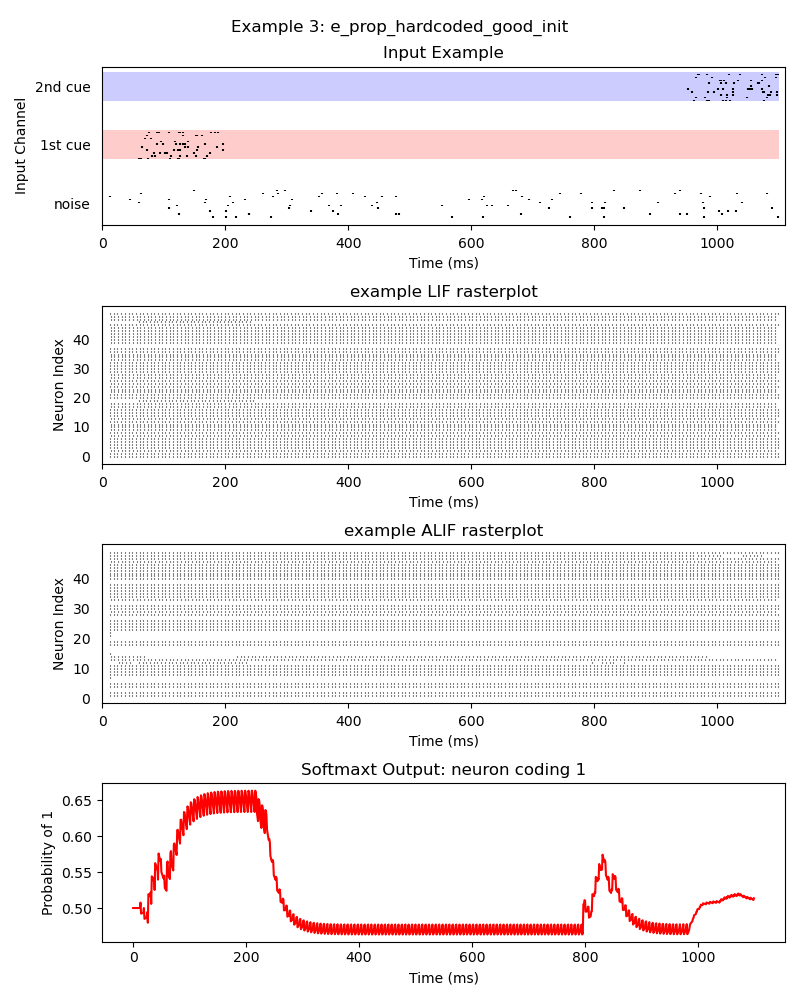 Example 3: e_prop_hardcoded_good_init
Input Example
Input Channel
2nd cue
1st cue
noise
0 200 400 600 800 1000
Time (ms)
example LIF rasterplot
Neuron Index
40
30
20
10
0
0 200 400 600 800 1000
Time (ms)
example ALIF rasterplot
Neuron Index
40
30
20
10
0
0 200 400 600 800 1000
Time (ms)
Softmaxt Output: neuron coding 1
Probability of 1
0.65
0.60
0.55
0.50
0 200 400 600 800 1000
Time (ms)